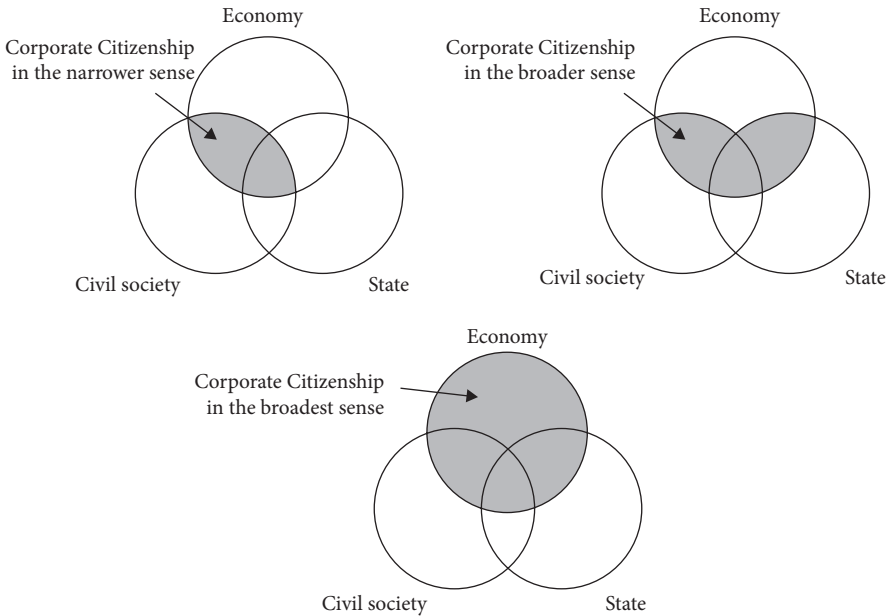 Economy
Corporate Citizenship
in the narrower sense
Civil society
State
Economy
Corporate Citizenship
in the broader sense
Civil society
State
Economy
Corporate Citizenship
in the broadest sense
Civil society
State